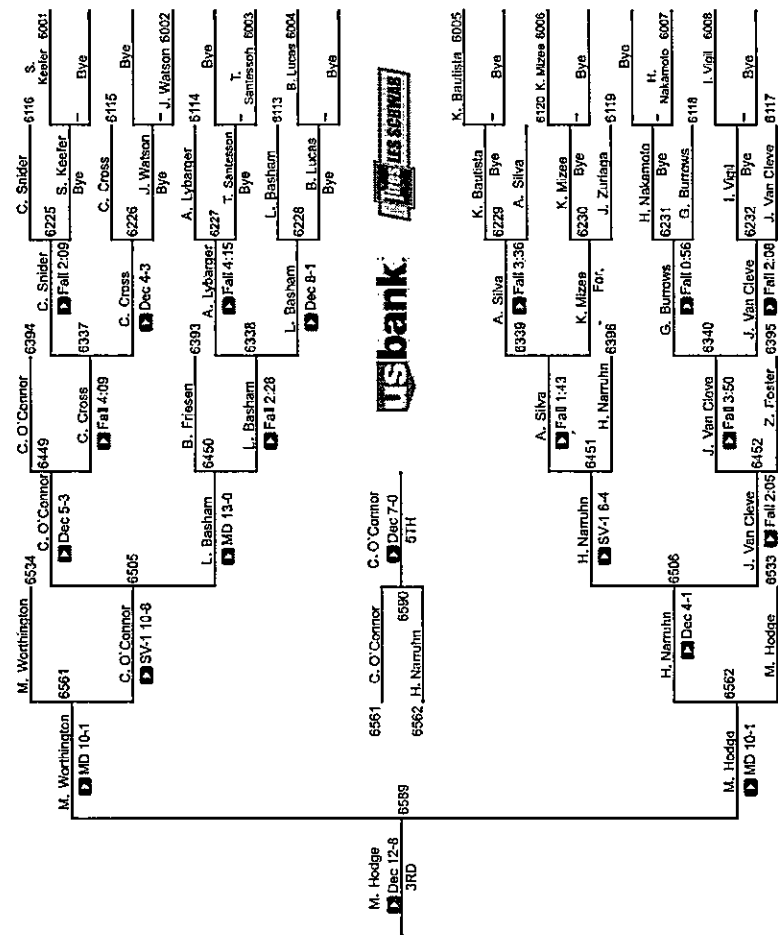 S. Keefer 6001
Bye
C. Snider 6116
S. Keefer
Bye
6225
C. Snider
Fall 2:09
Bye
J. Watson 6002
C. Cross 6115
J. Watson
Bye
6226
C. Cross
Dec 4-3
6337
C. Cross
Fall 4:09
C. O'Connor 6394
6449
C. O'Connor
Dec 5-3
Bye
T. Santesson 6003
A. Lybarger 6114
T. Santesson
Bye
6227
A. Lybarger
Fall 4:15
B. Lucas 6004
Bye
L. Basham 6113
B. Lucas
Bye
6228
L. Basham
Dec 8-1
6338
L. Basham
Fall 2:28
B. Friesen 6393
6450
L. Basham
MD 13-0
6505
C. O'Connor
SV-1 10-8
M. Worthington 6534
6561
M. Worthington
MD 10-1
usbank
LES SCHWAB
C. O'Connor
6561
H. Narruhn
6562
6590
C. O'Connor
Dec 7-0
5TH
K. Bautista 6005
Bye
K. Bautista
Bye
A. Silva 6120
6229
A. Silva
Fall 3:36
K. Mizee 6006
Bye
K. Mizee
Bye
J. Zuriaga 6119
6230
K. Mizee
For.
6339
A. Silva
Fall 1:43
H. Narruhn 6396
6451
H. Narruhn
SV-1 6-4
Bye
H. Nakamoto 6007
H. Nakamoto
Bye
G. Burrows 6118
6231
G. Burrows
Fall 0:56
I. Vigil 6008
Bye
I. Vigil
Bye
J. Van Cleve 6117
6232
J. Van Cleve
Fall 2:08
6340
J. Van Cleve
Fall 3:50
Z. Foster 6395
6452
J. Van Cleve
Fall 2:05
6506
H. Narruhn
Dec 4-1
M. Hodge 6533
6562
M. Hodge
MD 10-1
6589
M. Hodge
Dec 12-8
3RD